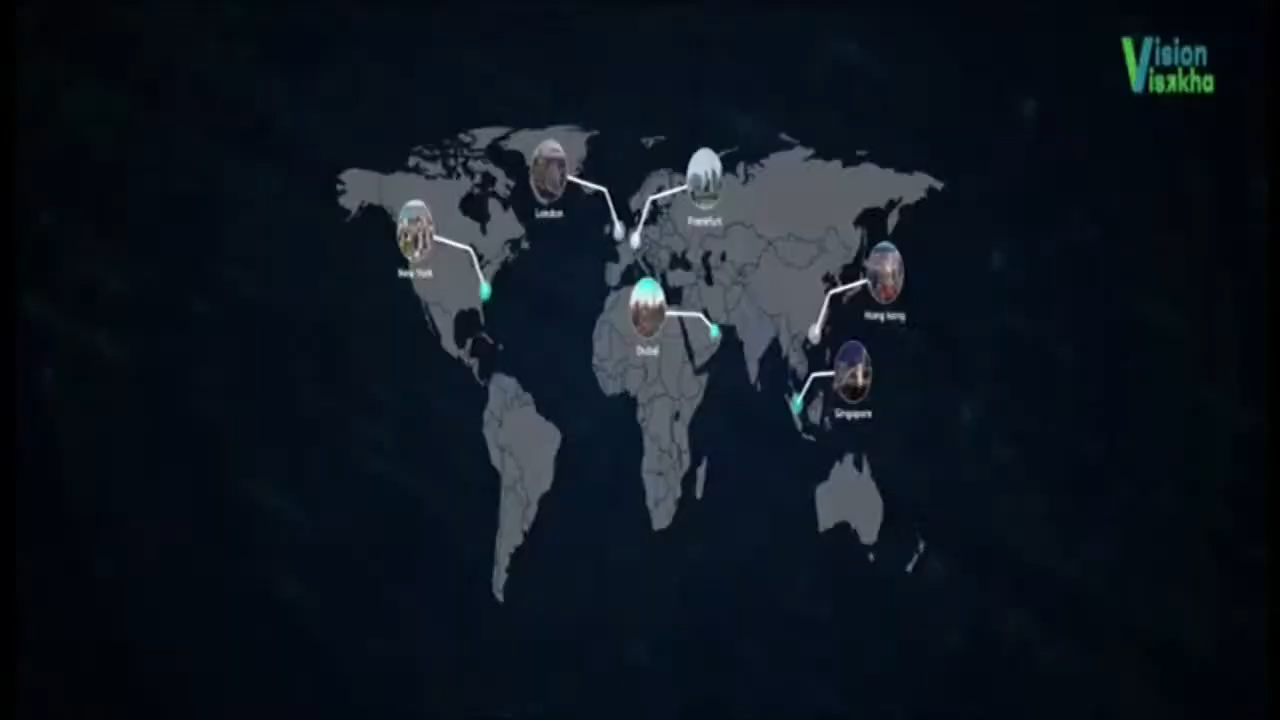 Vision
Visakha
London
Frankfurt
New York
Hong kong
Dubai
Singapore